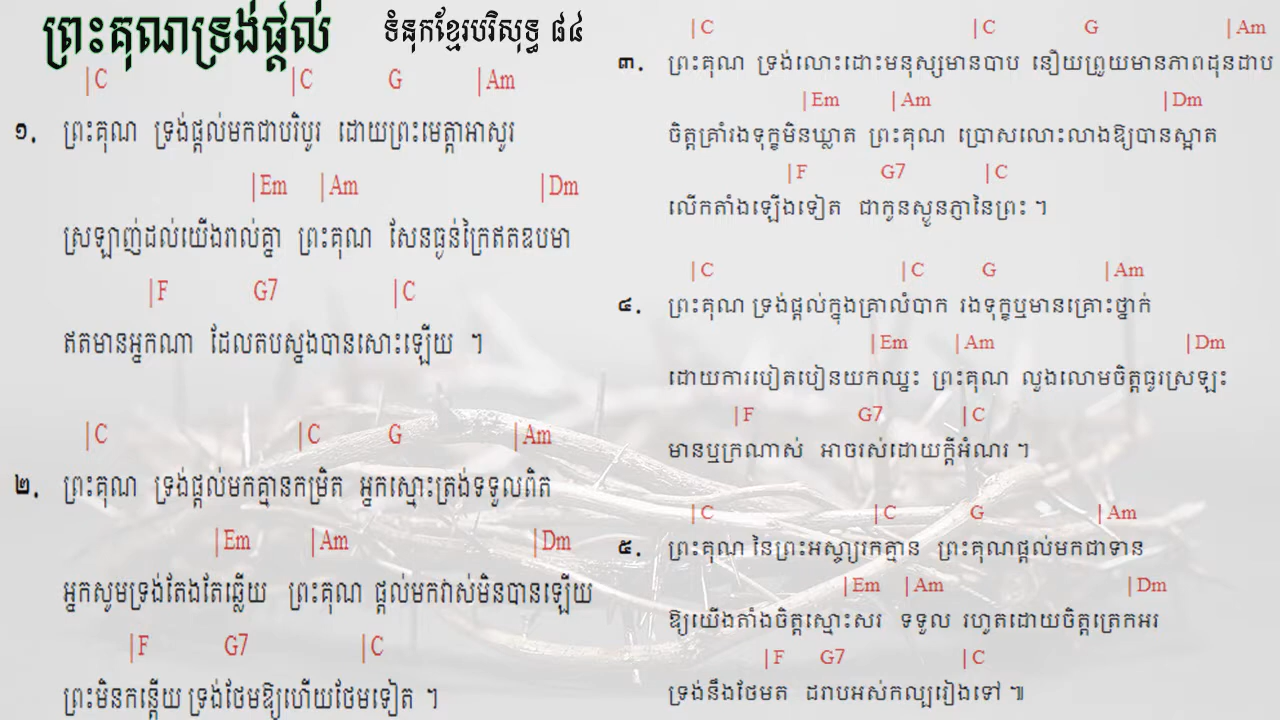 ព្រះគុណទ្រង់ផ្តល់ ទំនុកខ្មែរបរិសុទ្ធ ៨៤
|C |C G |Am
១. ព្រះគុណ ទ្រង់ផ្តល់មកជាបរិបូរ ដោយព្រះមេត្តាអាសូរ
|Em |Am |Dm
ស្រឡាញ់ដល់យើងរាល់គ្នា ព្រះគុណ សែនធ្ងន់ក្រៃឥតឧបមា
|F G7 |C
ឥតមានអ្នកណា ដែលតបស្នងបានសោះឡើយ ។
|C |C G |Am
២. ព្រះគុណ ទ្រង់ផ្តល់មកគ្មានកម្រិត អ្នកស្មោះត្រង់ទទួលពិត
|Em |Am |Dm
អ្នកសូមទ្រង់តែងតែឆ្លើយ ព្រះគុណ ផ្តល់មកវាស់មិនបានឡើយ
|F G7 |C
ព្រះមិនកន្តើយ ទ្រង់ថែមឱ្យហើយថែមទៀត ។
|C |C G |Am
៣. ព្រះគុណ ទ្រង់លោះដោះមនុស្សមានបាប នឿយព្រួយមានភាពដុនដាប
|Em |Am |Dm
ចិត្តគ្រាំរងទុក្ខមិនឃ្លាត ព្រះគុណ ប្រោសលោះលាងឱ្យបានស្អាត
|F G7 |C
លើកតាំងឡើងទៀត ជាកូនស្ងួនភ្ងានៃព្រះ ។
|C |C G |Am
៤. ព្រះគុណ ទ្រង់ផ្តល់ក្នុងគ្រាលំបាក រងទុក្ខឬមានគ្រោះថ្នាក់
|Em |Am |Dm
ដោយការបៀតបៀនយកឈ្នះ ព្រះគុណ លួងលោមចិត្តធូរស្រឡះ
|F G7 |C
មានឬក្រណាស់ អាចរស់ដោយក្តីអំណរ ។
|C |C G |Am
៥. ព្រះគុណ នៃព្រះអស្ចារ្យរកគ្មាន ព្រះគុណផ្តល់មកជាទាន
|Em |Am |Dm
ឱ្យយើងតាំងចិត្តស្មោះសរ ទទួល រហូតដោយចិត្តត្រេកអរ
|F G7 |C
ទ្រង់នឹងថែមត ដរាបអស់កល្បរៀងទៅ ៕